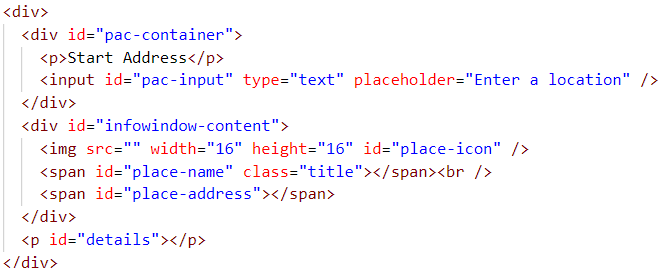 <div>
<div id="pac-container">
<p>Start Address</p>
<input id="pac-input" type="text" placeholder="Enter a location" />
</div>
<div id="infowindow-content">
<img src="" width="16" height="16" id="place-icon" />
<span id="place-name" class="title"></span><br />
<span id="place-address"></span>
</div>
<p id="details"></p>
</div>